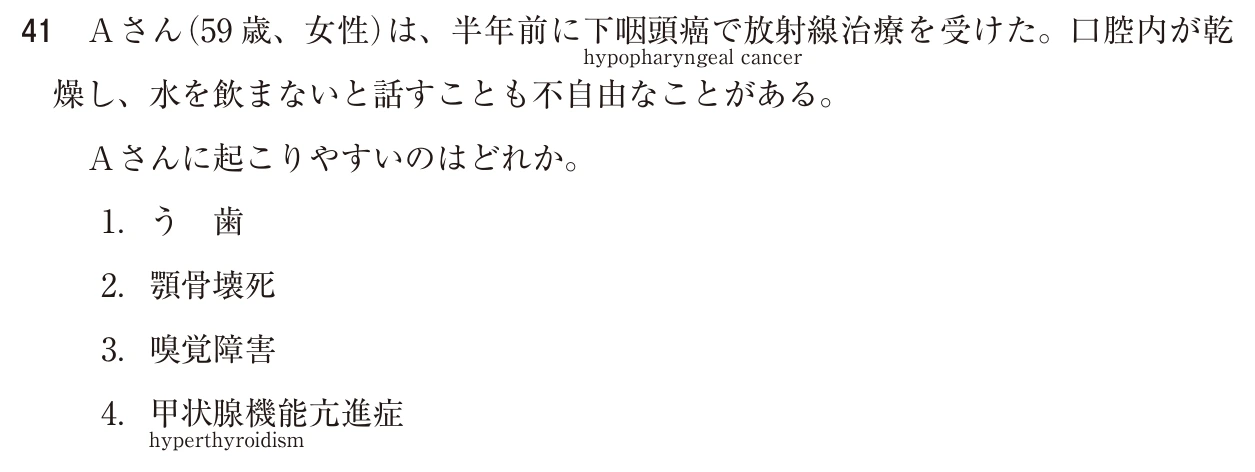 41 Aさん(59歳、女性)は、半年前に下咽頭癌で放射線治療を受けた。口腔内が乾
hypopharyngeal cancer
燥し、水を飲まないと話すことも不自由なことがある。
Aさんに起こりやすいのはどれか。
1. う 歯
2. 顎骨壊死
3. 嗅覚障害
4. 甲状腺機能亢進症
hyperthyroidism